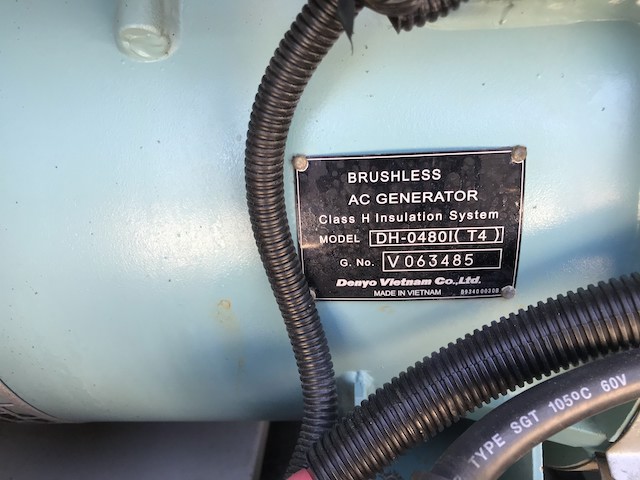 BRUSHLESS
AC GENERATOR
Class H Insulation System
MODEL DH-0480I(T4)
G. No. V063485
Denyo Vietnam Co.,Ltd.
MADE IN VIETNAM
TYPE SGT 105ºC 60V